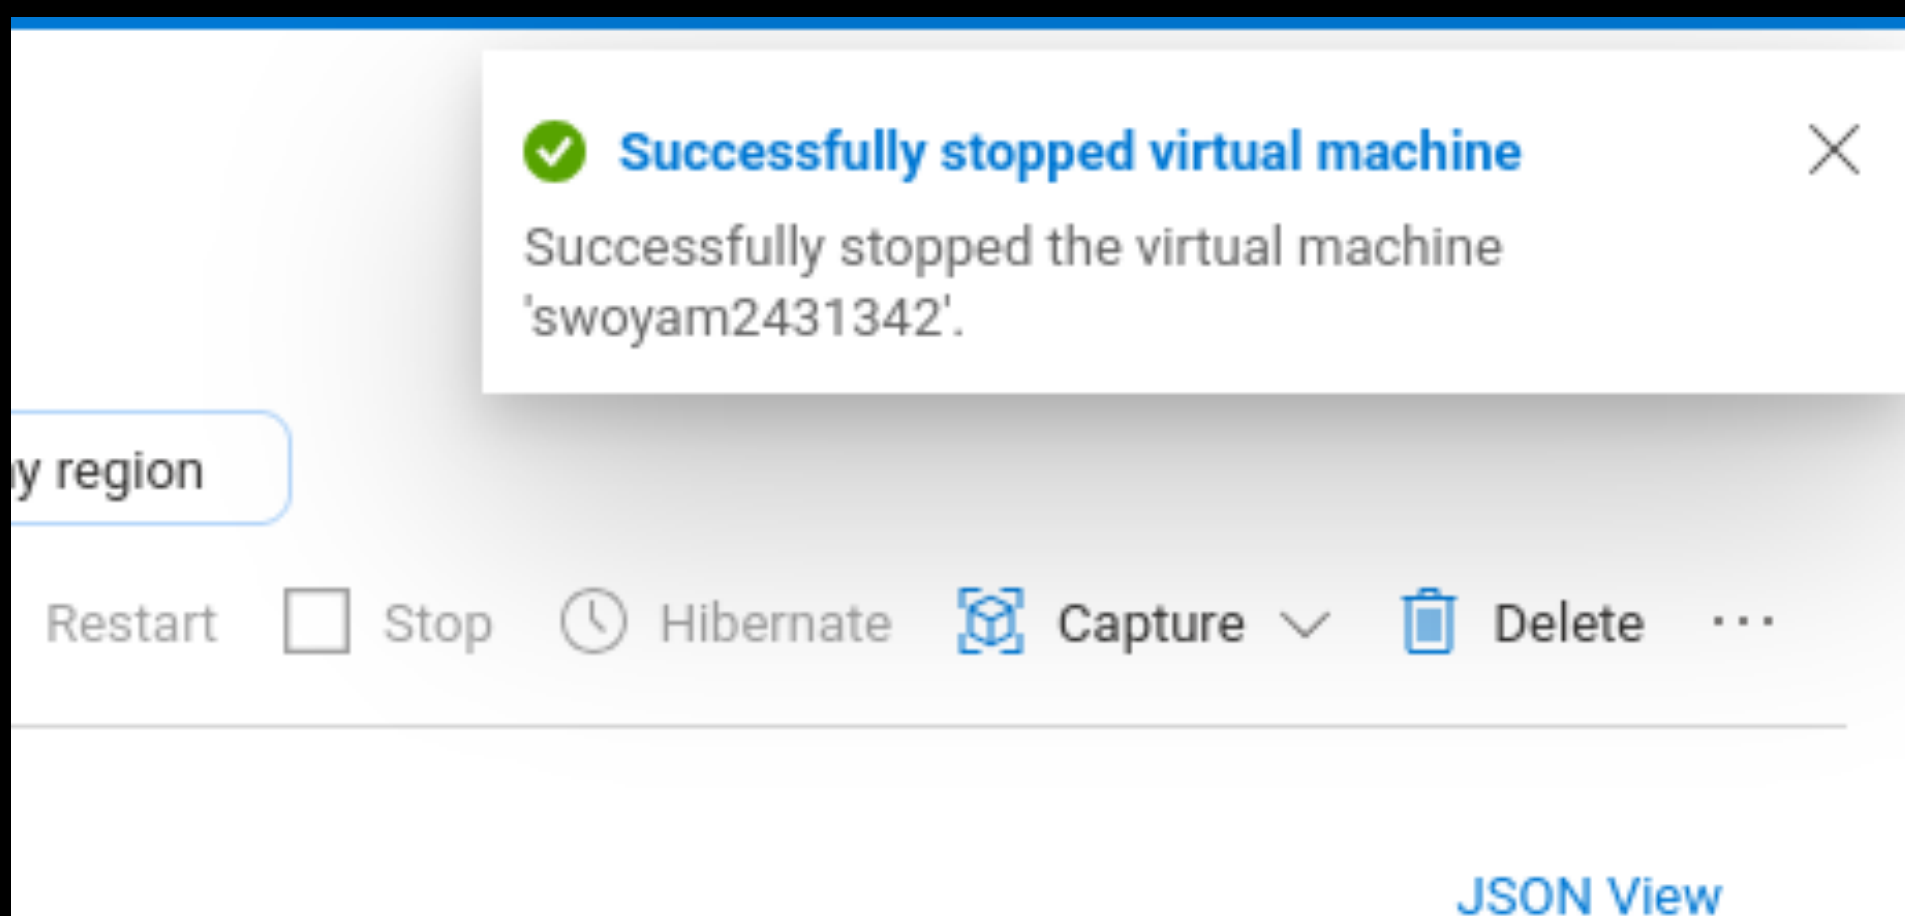 Successfully stopped virtual machine
Successfully stopped the virtual machine
'swoyam2431342'.
y region
Restart Stop Hibernate Capture Delete ...
JSON View